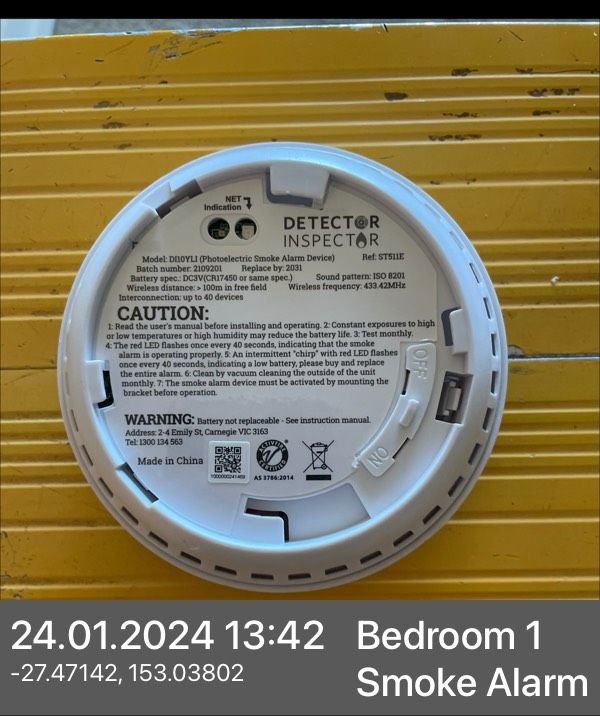 NET
Indication
DETECTOR
INSPECTOR
Model: DI10YLI (Photoelectric Smoke Alarm Device) Ref: ST511E
Batch number: 2109201 Replace by: 2031
Battery spec.: DC3V(CR17450 or same spec.) Sound pattern: ISO 8201
Wireless distance: > 100m in free field Wireless frequency: 433.42MHz
Interconnection: up to 40 devices
CAUTION:
1: Read the user's manual before installing and operating. 2: Constant exposures to high
or low temperatures or high humidity may reduce the battery life. 3: Test monthly.
4: The red LED flashes once every 40 seconds, indicating that the smoke
alarm is operating properly. 5: An intermittent "chirp" with red LED flashes
once every 40 seconds, indicating a low battery, please buy and replace
the entire alarm. 6: Clean by vacuum cleaning the outside of the unit
monthly. 7: The smoke alarm device must be activated by mounting the
bracket before operation.
OFF
WARNING: Battery not replaceable - See instruction manual.
Address: 2-4 Emily St, Carnegie VIC 3163
Tel: 1300 134 563
NO
Made in China
AS 3786:2014
24.01.2024 13:42
-27.47142, 153.03802
Bedroom 1
Smoke Alarm